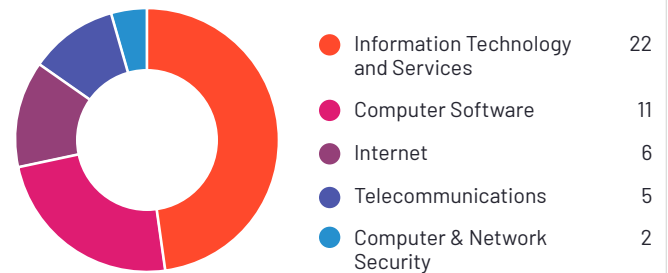 Information Technology 22
and Services
Computer Software 11
Internet 6
Telecommunications 5
Computer & Network 2
Security